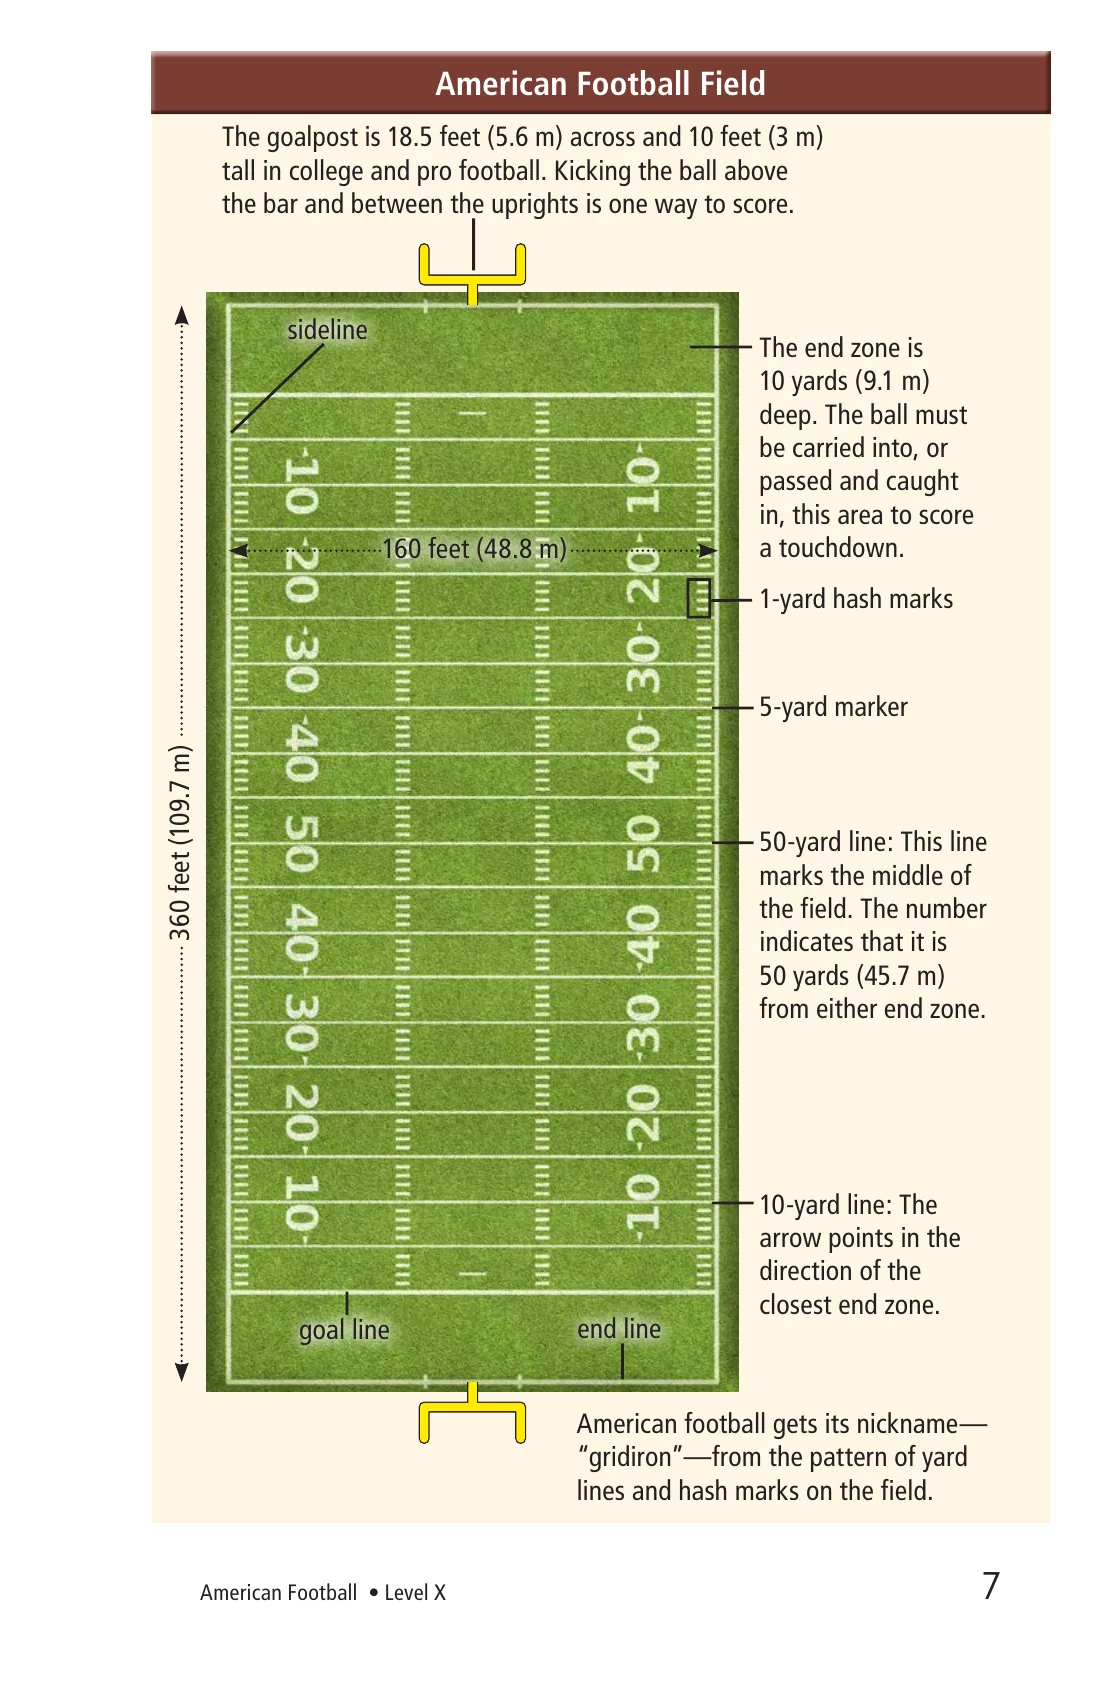 American Football Field
The goalpost is 18.5 feet (5.6 m) across and 10 feet (3 m)
tall in college and pro football. Kicking the ball above
the bar and between the uprights is one way to score.
sideline
The end zone is
10 yards (9.1 m)
deep. The ball must
be carried into, or
passed and caught
in, this area to score
a touchdown.
10 10
160 feet (48.8 m)
20 20
1-yard hash marks
30 30
5-yard marker
40 40
360 feet (109.7 m)
50 50
50-yard line: This line
marks the middle of
the field. The number
indicates that it is
50 yards (45.7 m)
from either end zone.
40 40
30 30
20 20
10 10
10-yard line: The
arrow points in the
direction of the
closest end zone.
goal line
end line
American football gets its nickname—
“gridiron”—from the pattern of yard
lines and hash marks on the field.
American Football • Level X
7